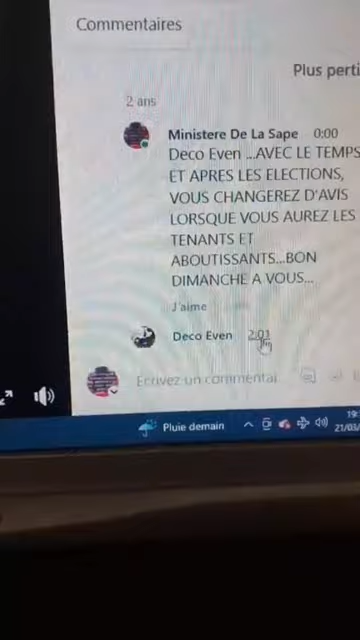 Commentaires
Plus perti
2 ans
Ministere De La Sape 0:00
Deco Even ...AVEC LE TEMPS
ET APRES LES ELECTIONS,
VOUS CHANGEREZ D'AVIS
LORSQUE VOUS AUREZ LES
TENANTS ET
ABOUTISSANTS...BON
DIMANCHE A VOUS...
J'aime
Deco Even 2:01
Ecrivez un commentai
Pluie demain
19:
21/03/